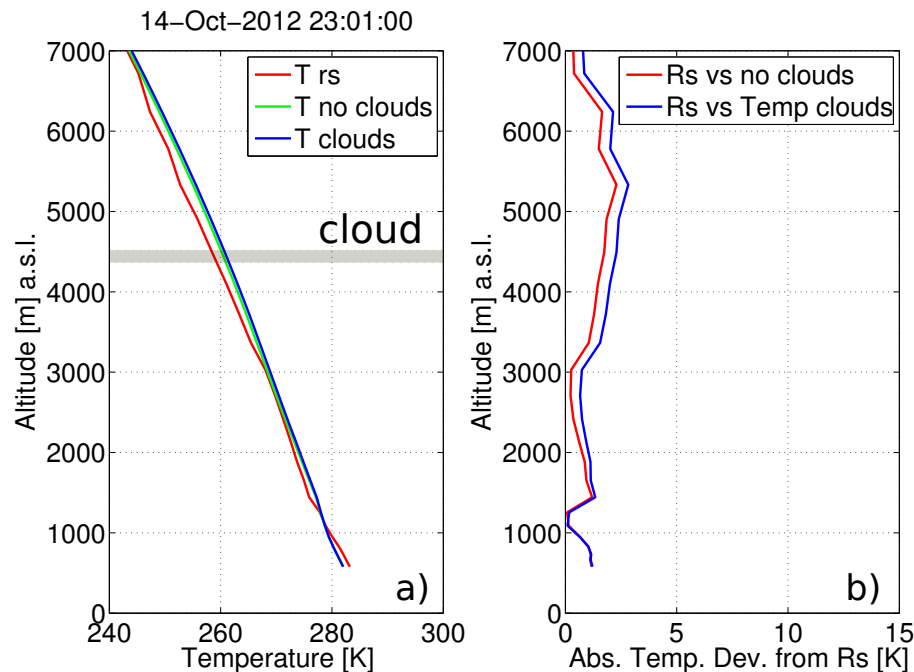 14−Oct−2012 23:01:00
7000
6000
5000
4000
3000
2000
1000
0
Altitude [m] a.s.l.
T rs
T no clouds
T clouds
cloud
a)
240 260 280 300
Temperature [K]
7000
6000
5000
4000
3000
2000
1000
0
Altitude [m] a.s.l.
Rs vs no clouds
Rs vs Temp clouds
b)
0 5 10 15
Abs. Temp. Dev. from Rs [K]